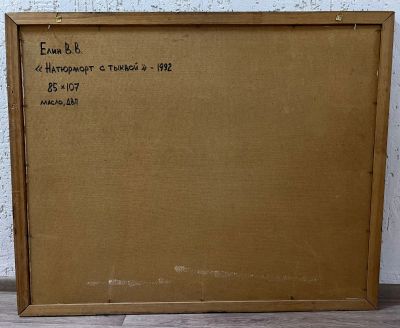 Елин В.В.
«Натюрморт с тыквой» - 1992
85 × 107
масло, ДВП